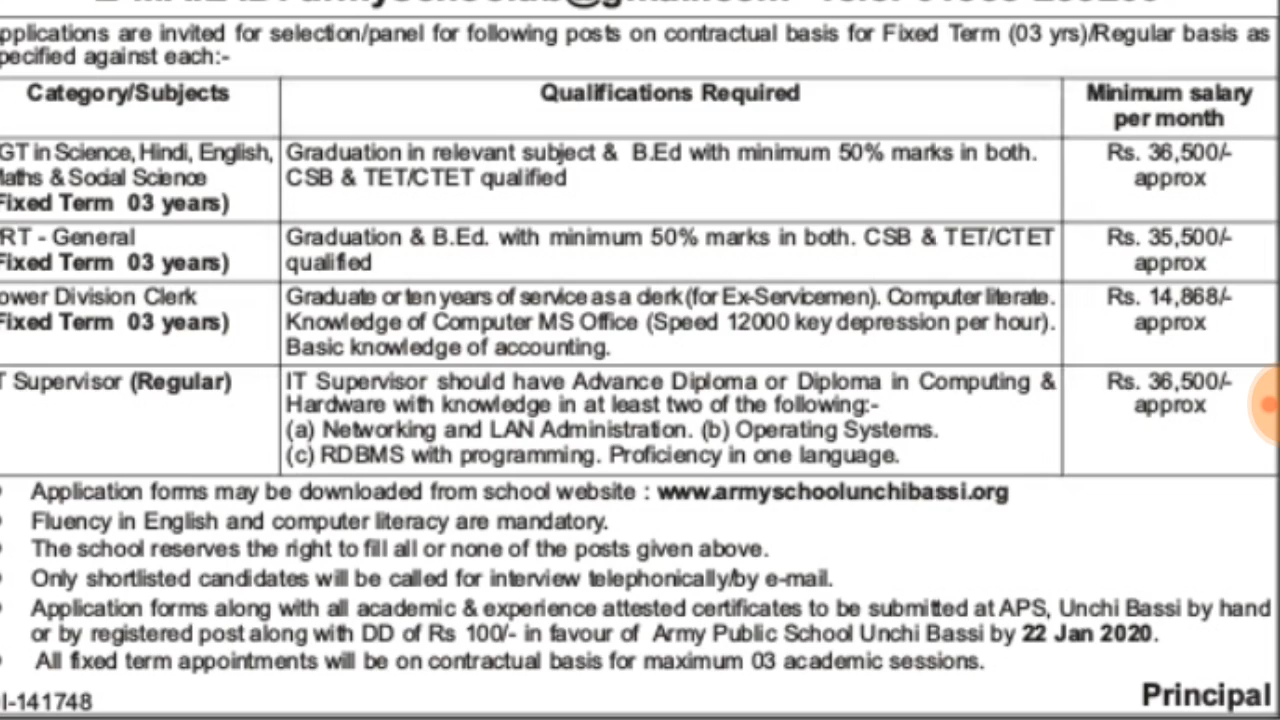 pplications are invited for selection/panel for following posts on contractual basis for Fixed Term (03 yrs)/Regular basis as
pecified against each:-
Category/Subjects Qualifications Required Minimum salary
per month
GT in Science, Hindi, English, Graduation in relevant subject & B.Ed with minimum 50% marks in both. Rs. 36,500/-
aths & Social Science CSB & TET/CTET qualified approx
Fixed Term 03 years)
RT - General Graduation & B.Ed. with minimum 50% marks in both. CSB & TET/CTET Rs. 35,500/-
Fixed Term 03 years) qualified approx
ower Division Clerk Graduate or ten years of service as a clerk (for Ex-Servicemen). Computer literate. Rs. 14,868/-
Fixed Term 03 years) Knowledge of Computer MS Office (Speed 12000 key depression per hour). approx
Basic knowledge of accounting.
T Supervisor (Regular) IT Supervisor should have Advance Diploma or Diploma in Computing & Rs. 36,500/-
Hardware with knowledge in at least two of the following:- approx
(a) Networking and LAN Administration. (b) Operating Systems.
(c) RDBMS with programming. Proficiency in one language.
Application forms may be downloaded from school website : www.armyschoolunchibassi.org
Fluency in English and computer literacy are mandatory.
The school reserves the right to fill all or none of the posts given above.
Only shortlisted candidates will be called for interview telephonically/by e-mail.
Application forms along with all academic & experience attested certificates to be submitted at APS, Unchi Bassi by hand
or by registered post along with DD of Rs 100/- in favour of Army Public School Unchi Bassi by 22 Jan 2020.
All fixed term appointments will be on contractual basis for maximum 03 academic sessions.
I-141748 Principal